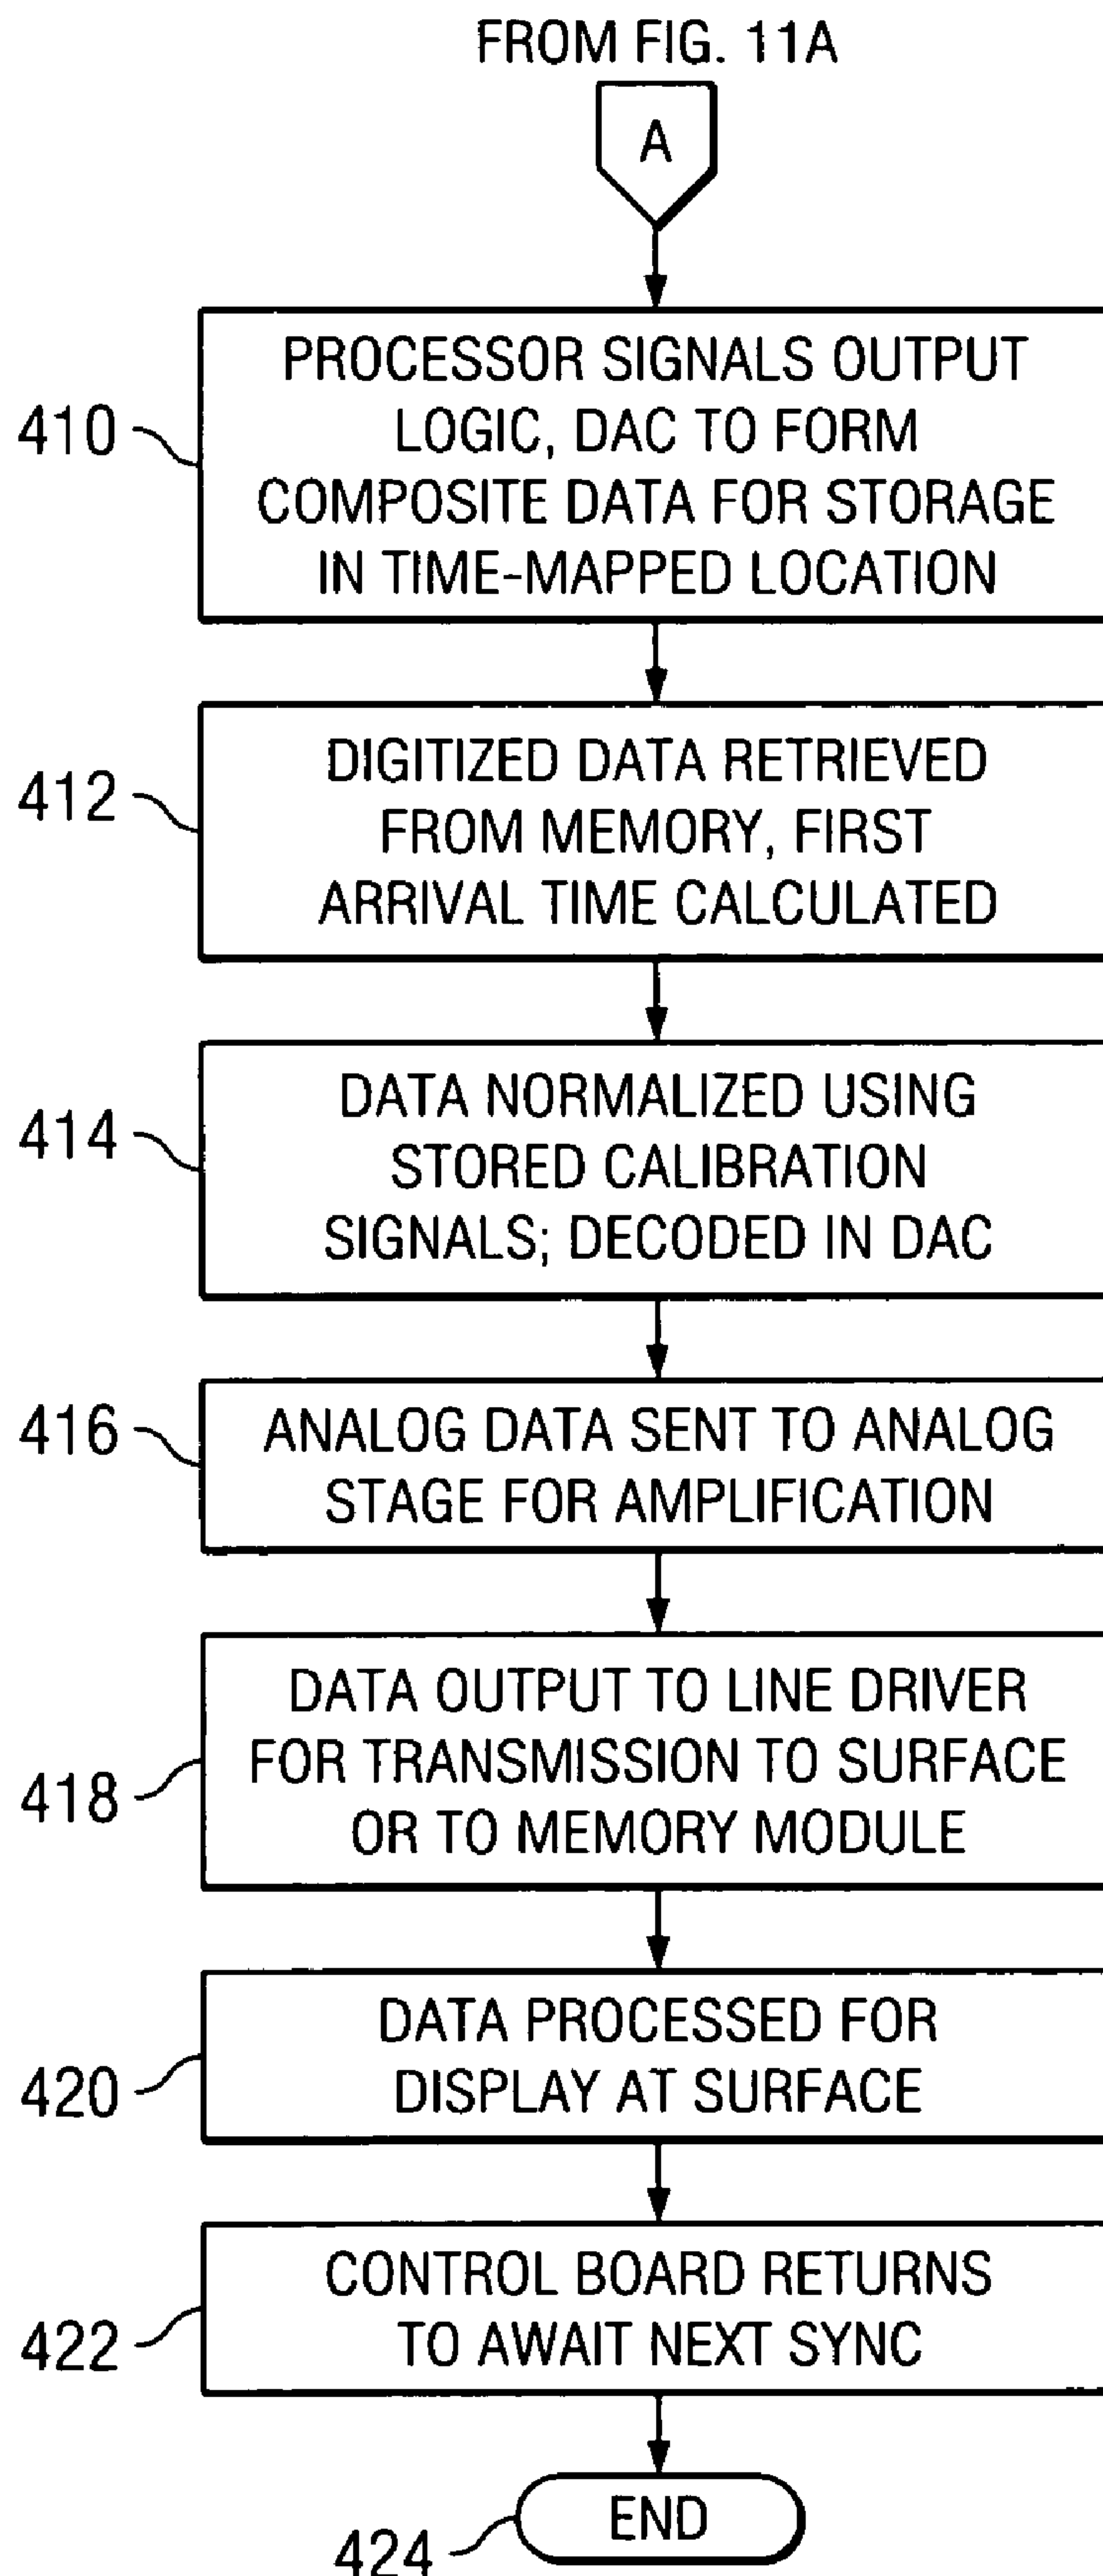 FROM FIG. 11A
A
PROCESSOR SIGNALS OUTPUT
LOGIC, DAC TO FORM
COMPOSITE DATA FOR STORAGE
IN TIME-MAPPED LOCATION
410
DIGITIZED DATA RETRIEVED
FROM MEMORY, FIRST
ARRIVAL TIME CALCULATED
412
DATA NORMALIZED USING
STORED CALIBRATION
SIGNALS; DECODED IN DAC
414
ANALOG DATA SENT TO ANALOG
STAGE FOR AMPLIFICATION
416
DATA OUTPUT TO LINE DRIVER
FOR TRANSMISSION TO SURFACE
OR TO MEMORY MODULE
418
DATA PROCESSED FOR
DISPLAY AT SURFACE
420
CONTROL BOARD RETURNS
TO AWAIT NEXT SYNC
422
END
424